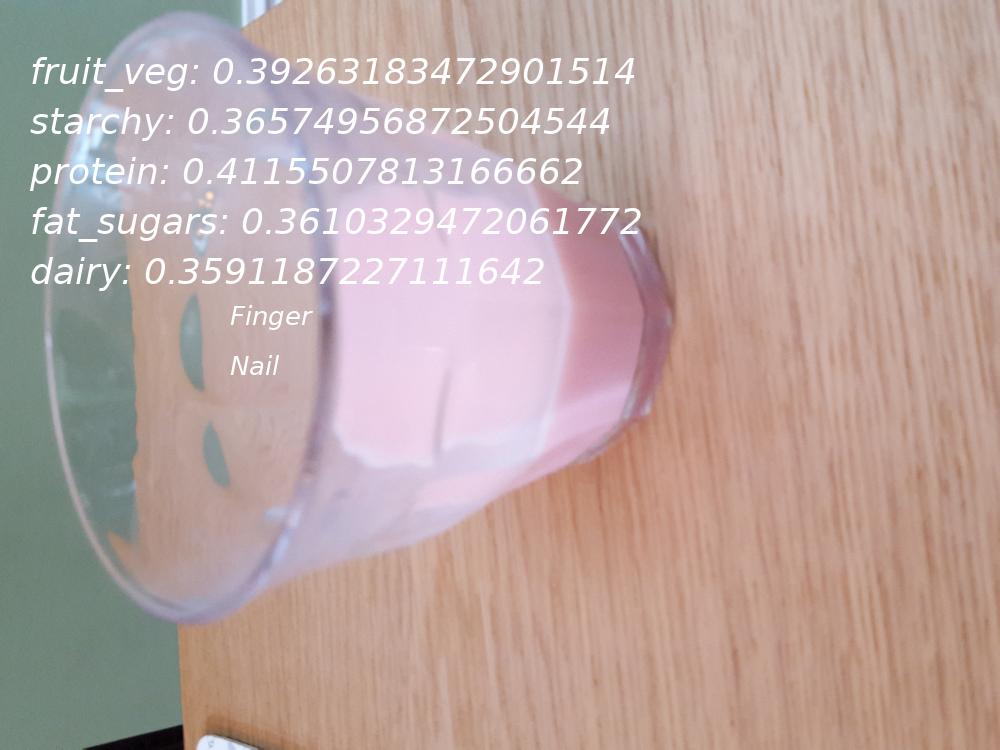 fruit_veg: 0.39263183472901514
starchy: 0.36574956872504544
protein: 0.4115507813166662
fat_sugars: 0.3610329472061772
dairy: 0.3591187227111642
Finger
Nail